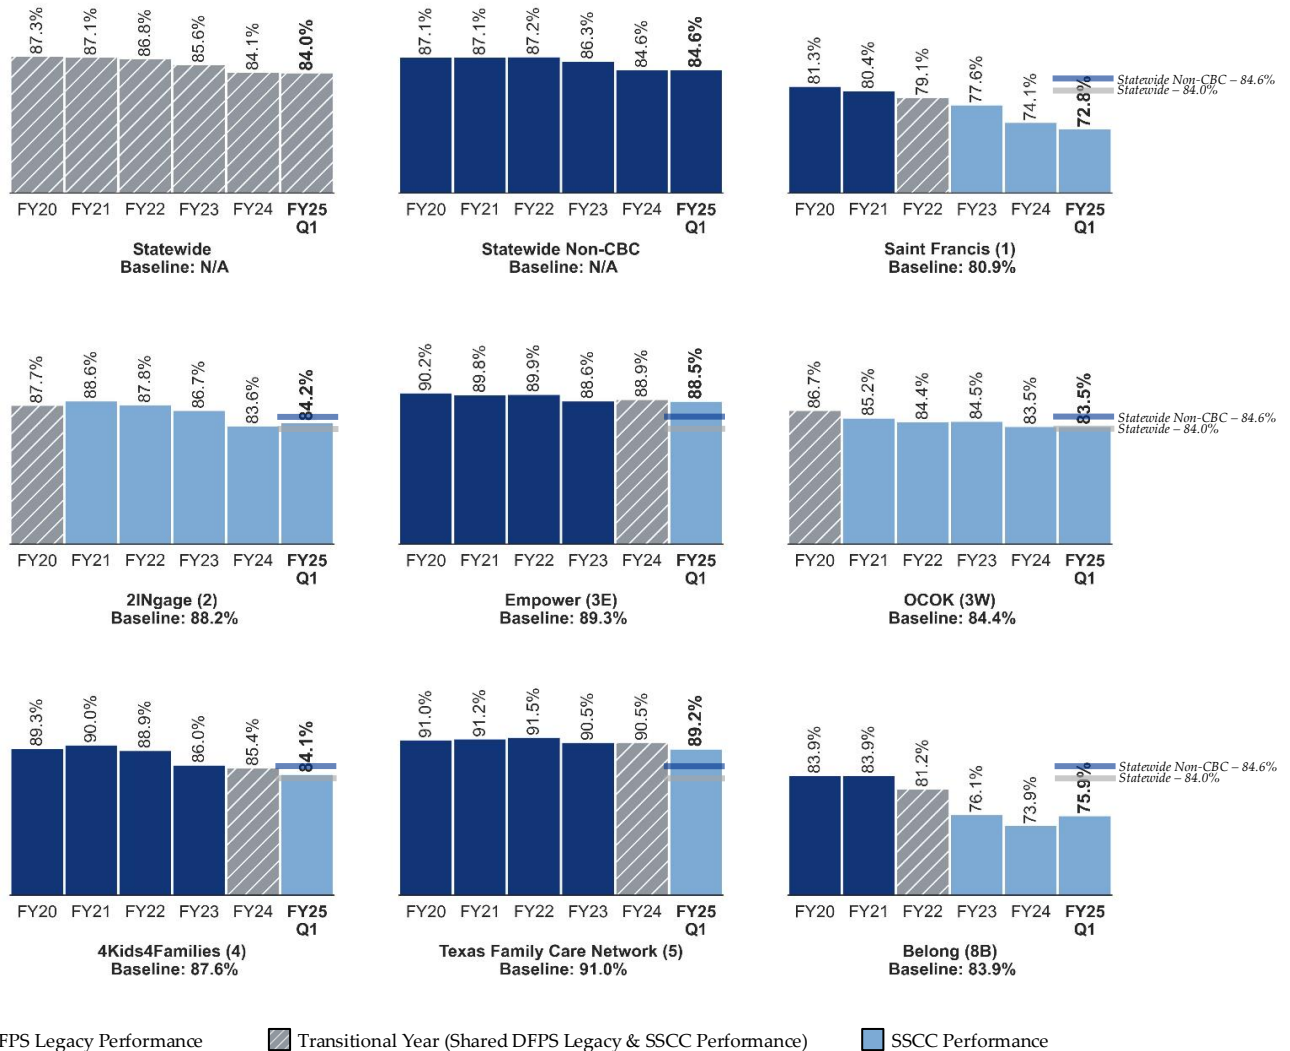 87.3% 87.1% 86.8% 85.6% 84.1% 84.0%
FY20 FY21 FY22 FY23 FY24 FY25 Q1
Statewide
Baseline: N/A
87.1% 87.1% 87.2% 86.3% 84.6% 84.6%
FY20 FY21 FY22 FY23 FY24 FY25 Q1
Statewide Non-CBC
Baseline: N/A
81.3% 80.4% 79.1% 77.6% 74.1% 72.8%
Statewide Non-CBC – 84.6%
Statewide – 84.0%
FY20 FY21 FY22 FY23 FY24 FY25 Q1
Saint Francis (1)
Baseline: 80.9%
87.7% 88.6% 87.8% 86.7% 83.6% 84.2%
FY20 FY21 FY22 FY23 FY24 FY25 Q1
2INgage (2)
Baseline: 88.2%
90.2% 89.8% 89.9% 88.6% 88.9% 88.5%
FY20 FY21 FY22 FY23 FY24 FY25 Q1
Empower (3E)
Baseline: 89.3%
86.7% 85.2% 84.4% 84.5% 83.5% 83.5%
Statewide Non-CBC – 84.6%
Statewide – 84.0%
FY20 FY21 FY22 FY23 FY24 FY25 Q1
OCOK (3W)
Baseline: 84.4%
89.3% 90.0% 88.9% 86.0% 85.4% 84.1%
FY20 FY21 FY22 FY23 FY24 FY25 Q1
4Kids4Families (4)
Baseline: 87.6%
91.0% 91.2% 91.5% 90.5% 90.5% 89.2%
FY20 FY21 FY22 FY23 FY24 FY25 Q1
Texas Family Care Network (5)
Baseline: 91.0%
83.9% 83.9% 81.2% 76.1% 73.9% 75.9%
Statewide Non-CBC – 84.6%
Statewide – 84.0%
FY20 FY21 FY22 FY23 FY24 FY25 Q1
Belong (8B)
Baseline: 83.9%
FPS Legacy Performance
Transitional Year (Shared DFPS Legacy & SSCC Performance)
SSCC Performance